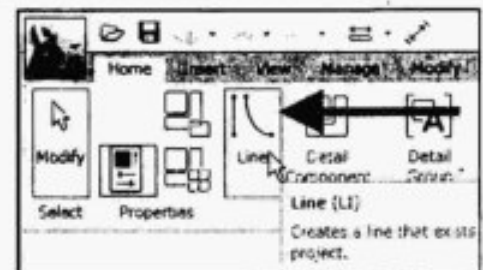 Home Insert View Manage Modify
Modify
Line
Detail
Component
Detail
Group
Select Properties
Line (LI)
Creates a line that exists
project.